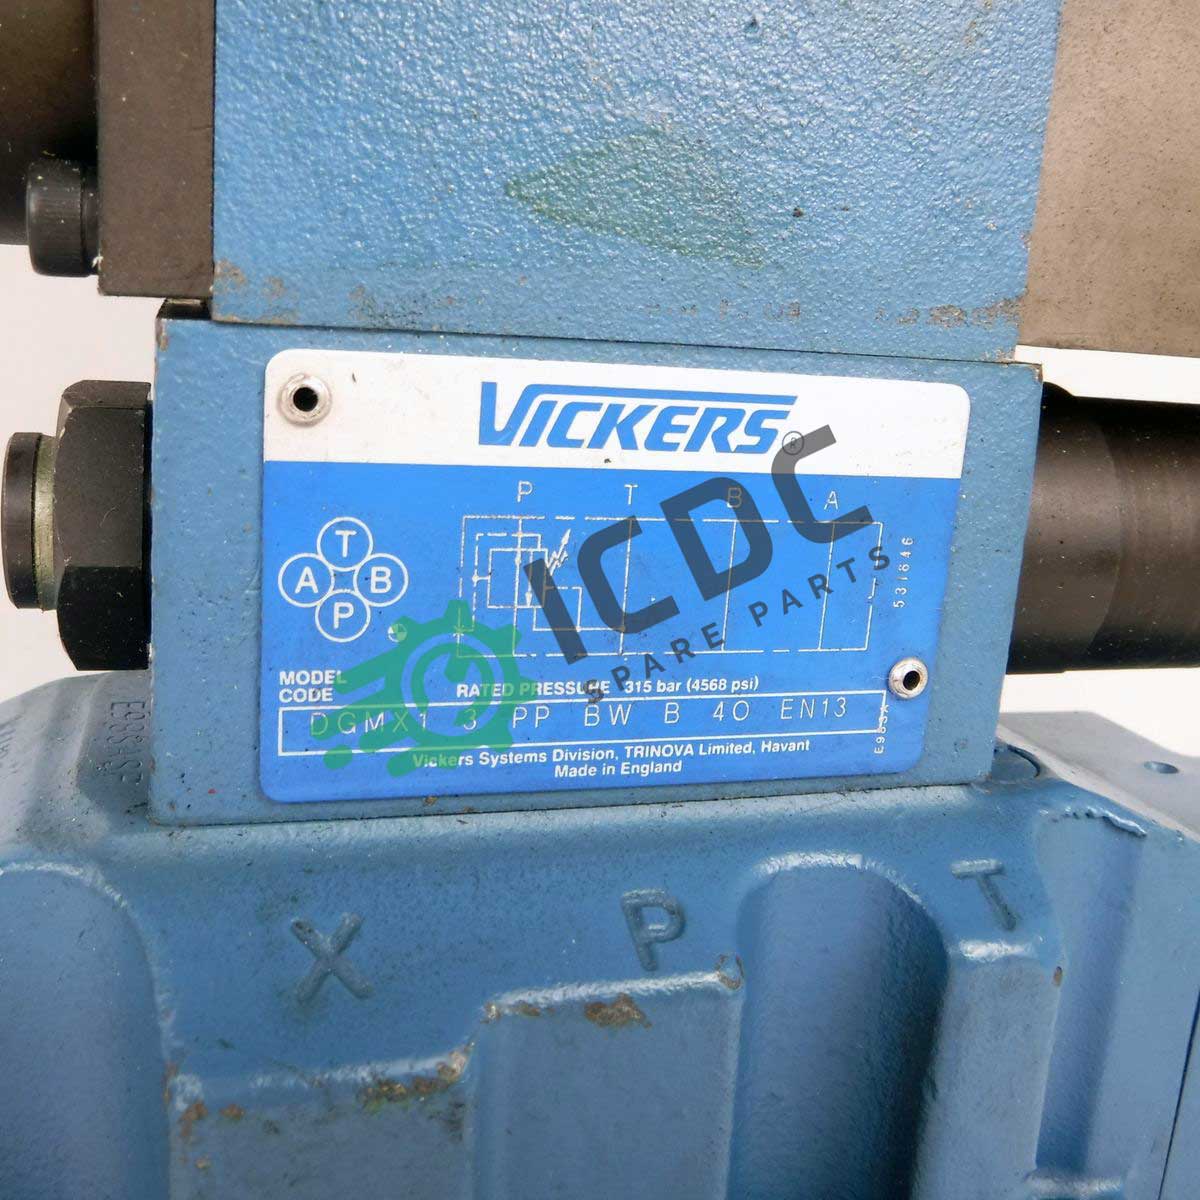 VICKERS®
P T B A
T
A B
P
531646
MODEL
CODE
RATED PRESSURE 315 bar (4568 psi)
DGMX1 3 PP BW B 40 EN13
Vickers Systems Division, TRINOVA Limited, Havant
Made in England
ICDC
SPARE PARTS
X P T